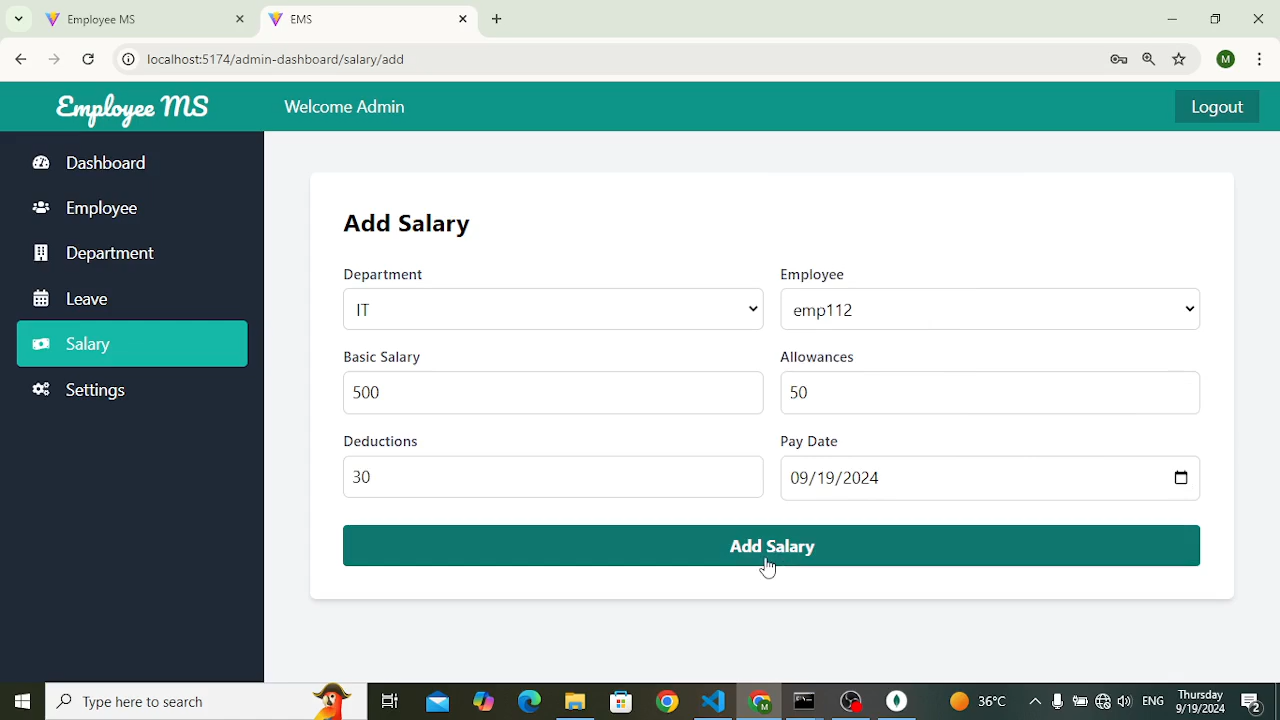 Employee MS
EMS
localhost:5174/admin-dashboard/salary/add
M
Employee MS
Welcome Admin
Logout
Dashboard
Employee
Department
Leave
Salary
Settings
Add Salary
Department
Employee
IT
emp112
Basic Salary
Allowances
500
50
Deductions
Pay Date
30
09/19/2024
Add Salary
Type here to search
36°C
ENG
Thursday
9/19/2024
2